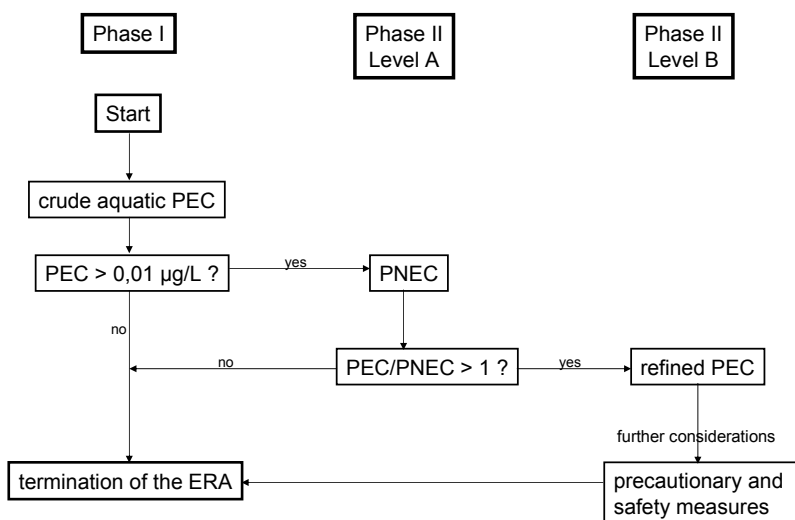 Phase I
Phase II
Level A
Phase II
Level B
Start
crude aquatic PEC
PEC > 0,01 µg/L ?
yes
PNEC
no
no
PEC/PNEC > 1 ?
yes
refined PEC
further considerations
termination of the ERA
precautionary and
safety measures